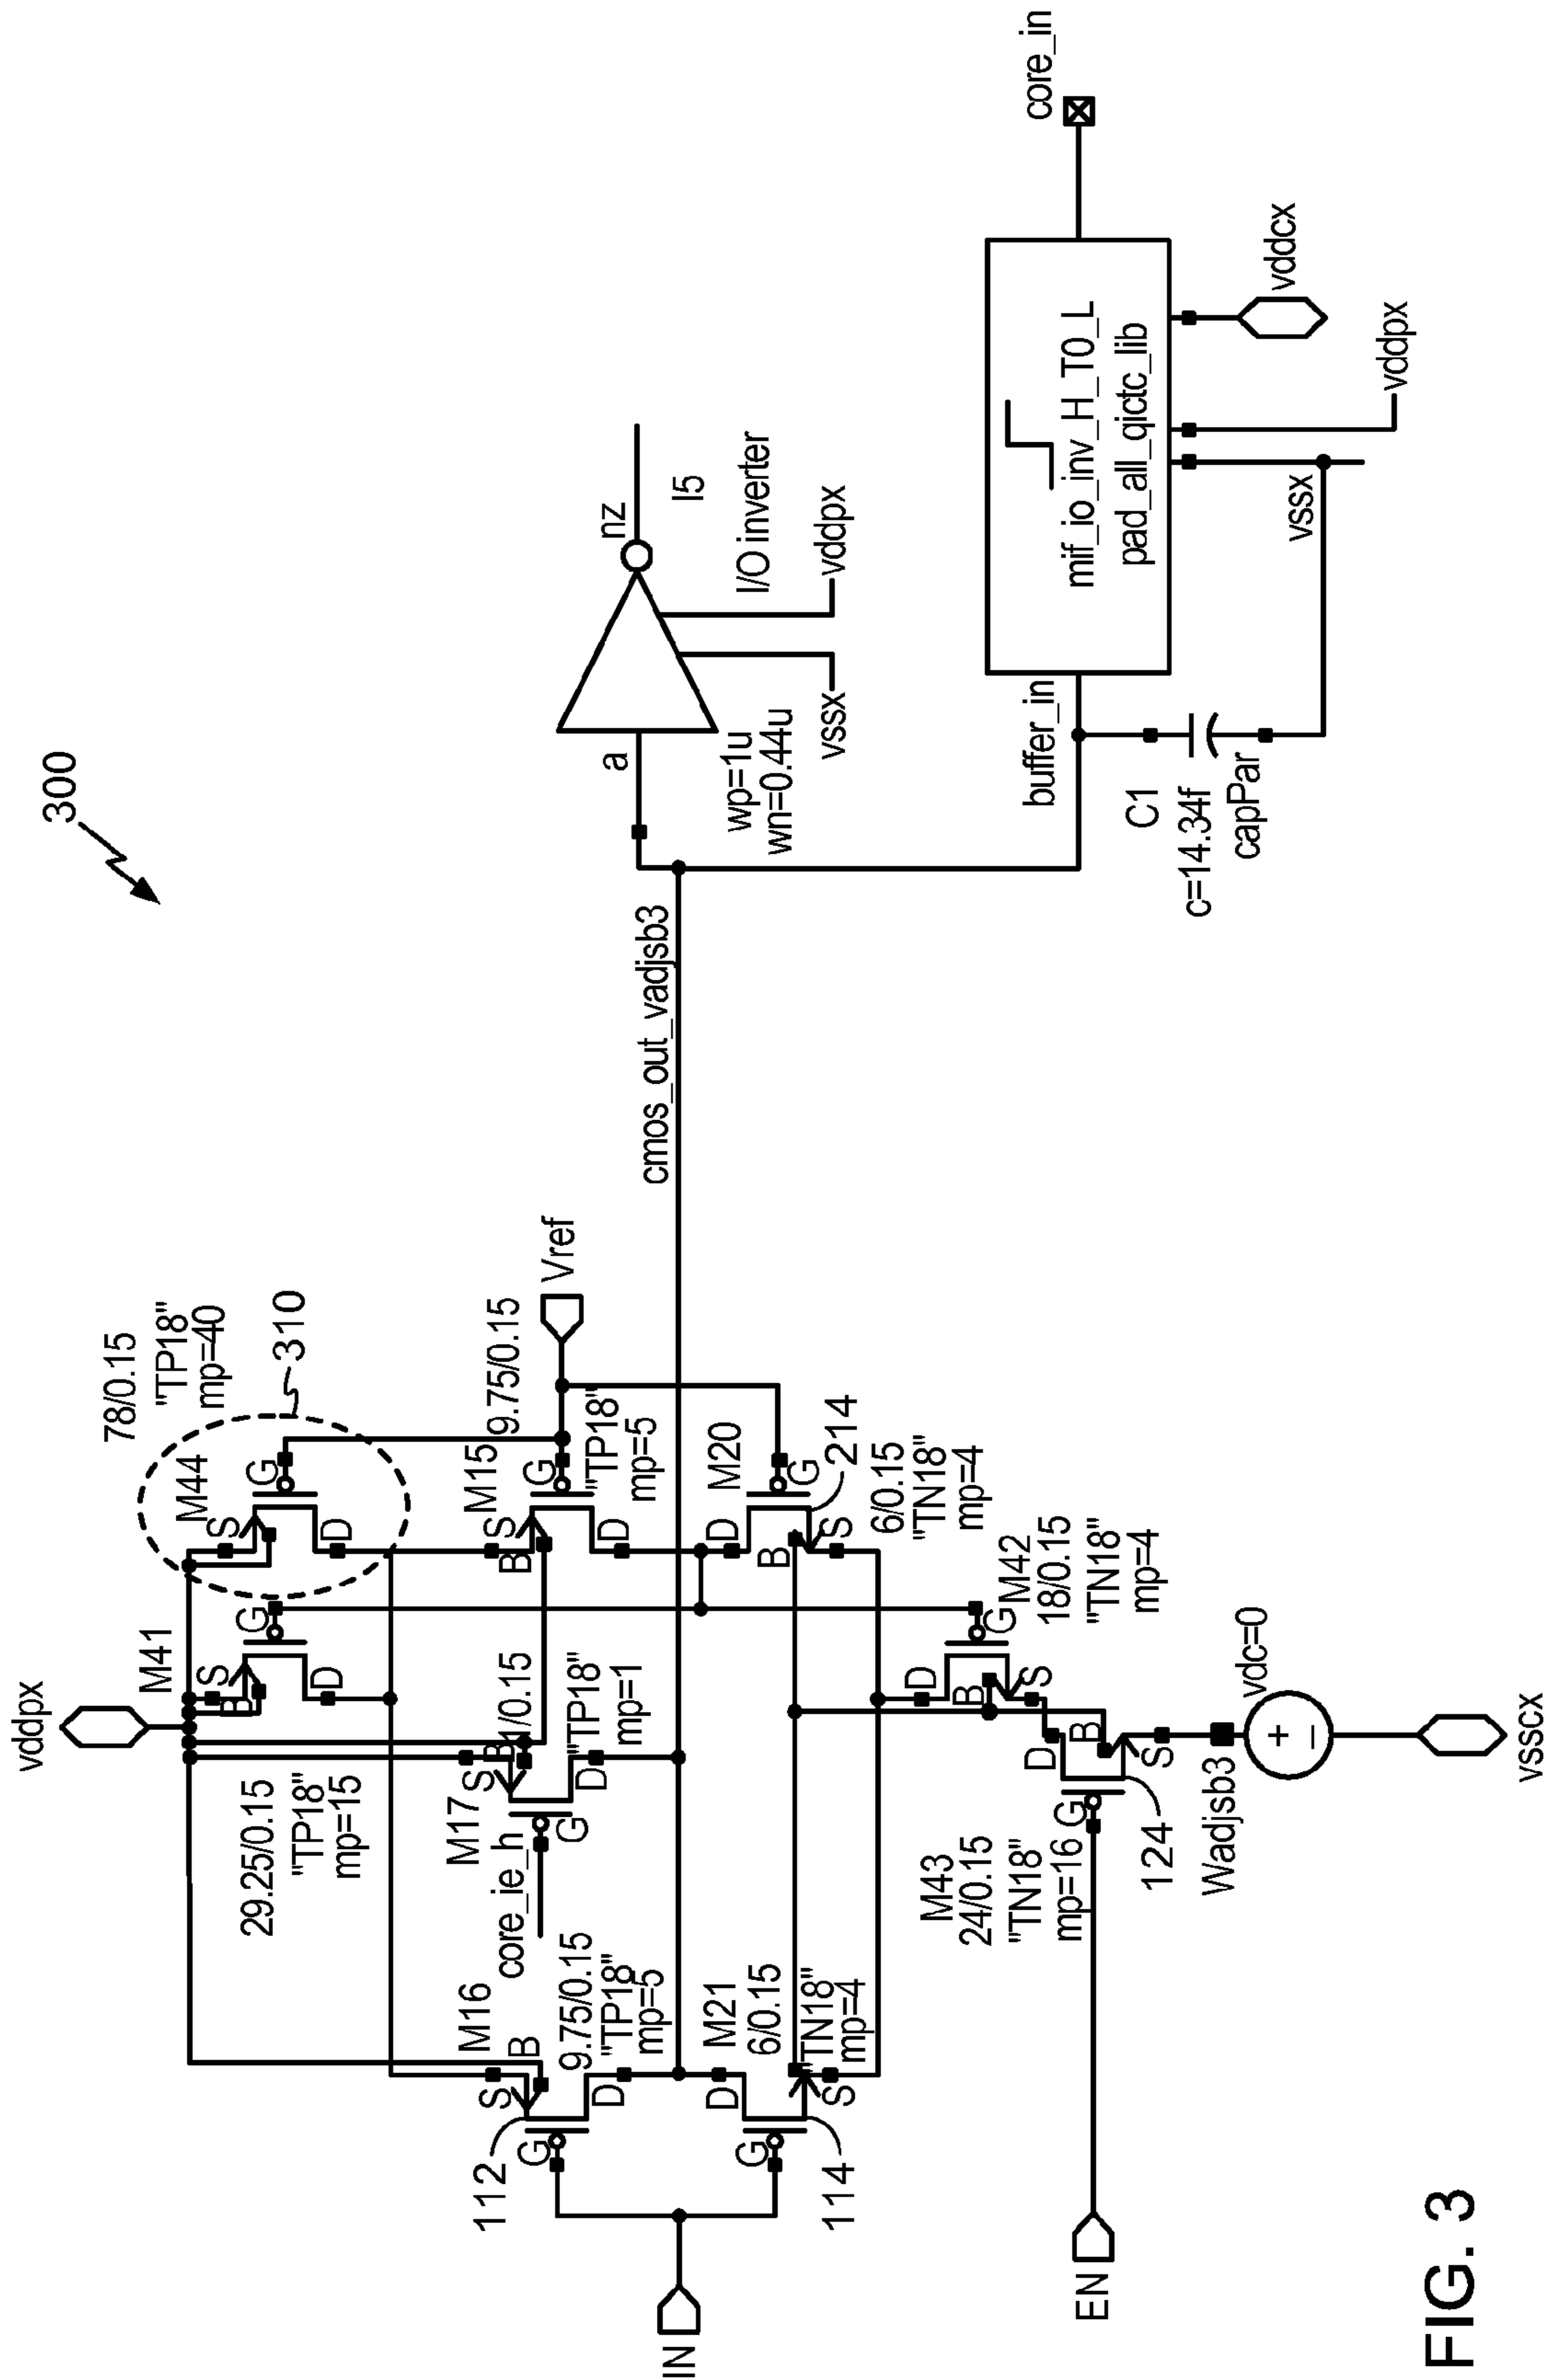 300
vddpx
M41
29.25/0.15
"TP18"
mp=15
S
G
D
B
M44
78/0.15
"TP18"
mp=40
310
S
G
D
M16
9.75/0.15
"TP18"
mp=5
112
S
B
G
D
M17
core_ie_h
S
B
1/0.15
"TP18"
mp=1
G
D
M15
9.75/0.15
"TP18"
mp=5
S
B
G
D
Vref
IN
M21
6/0.15
"TN18"
mp=4
114
D
G
S
M20
214
6/0.15
"TN18"
mp=4
D
G
B
S
M42
18/0.15
"TN18"
mp=4
D
G
B
S
EN
M43
24/0.15
"TN18"
mp=16
124
D
G
B
S
Wadjsb3
vdc=0
+
–
vsscx
cmos_out_vadjsb3
a
nz
I5
I/O inverter
wp=1u
wn=0.44u
vssx
vddpx
buffer_in
C1
c=14.34f
capPar
mif_io_inv_H_T0_L
pad_all_qictc_lib
core_in
vssx
vddpx
vddcx
FIG. 3